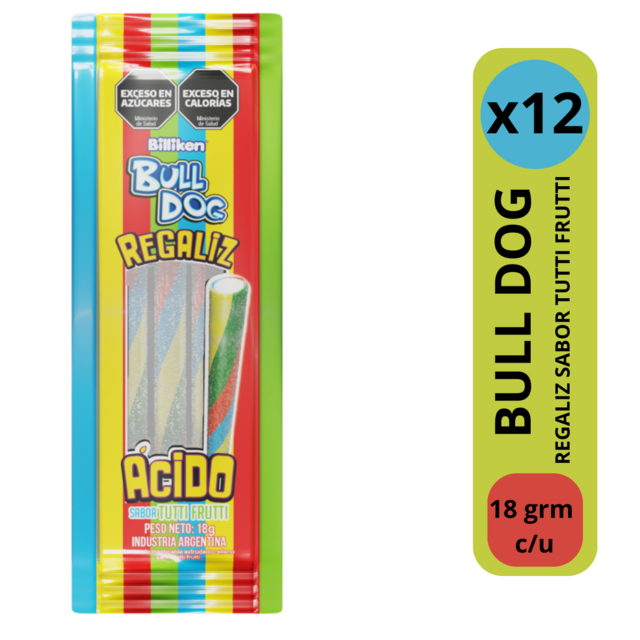 EXCESO EN
AZÚCARES
Ministerio
de Salud
EXCESO EN
CALORÍAS
Ministerio
de Salud
Billiken
BULL
DOG
REGALIZ
ÁCIDO
SABOR TUTTI FRUTTI
PESO NETO: 18g
INDUSTRIA ARGENTINA
x12
BULL DOG
REGALIZ SABOR TUTTI FRUTTI
18 grm
c/u